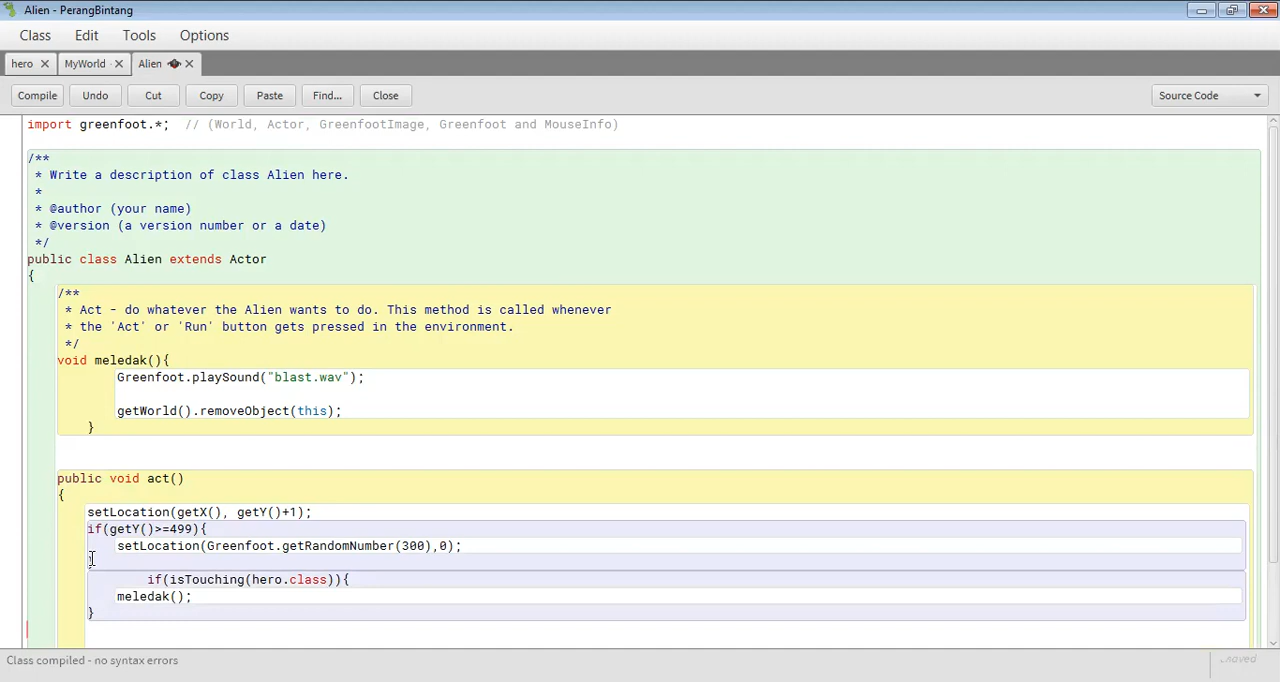 Alien - PerangBintang
Class Edit Tools Options
hero MyWorld Alien
Compile Undo Cut Copy Paste Find... Close Source Code
import greenfoot.*;  // (World, Actor, GreenfootImage, Greenfoot and MouseInfo)
/**
 * Write a description of class Alien here.
 *
 * @author (your name)
 * @version (a version number or a date)
 */
public class Alien extends Actor
{
    /**
     * Act - do whatever the Alien wants to do. This method is called whenever
     * the 'Act' or 'Run' button gets pressed in the environment.
     */
    void meledak(){
            Greenfoot.playSound("blast.wav");
            getWorld().removeObject(this);
        }
    public void act()
    {
        setLocation(getX(), getY()+1);
        if(getY()>=499){
            setLocation(Greenfoot.getRandomNumber(300),0);
        }
                if(isTouching(hero.class)){
            meledak();
        }
Class compiled - no syntax errors